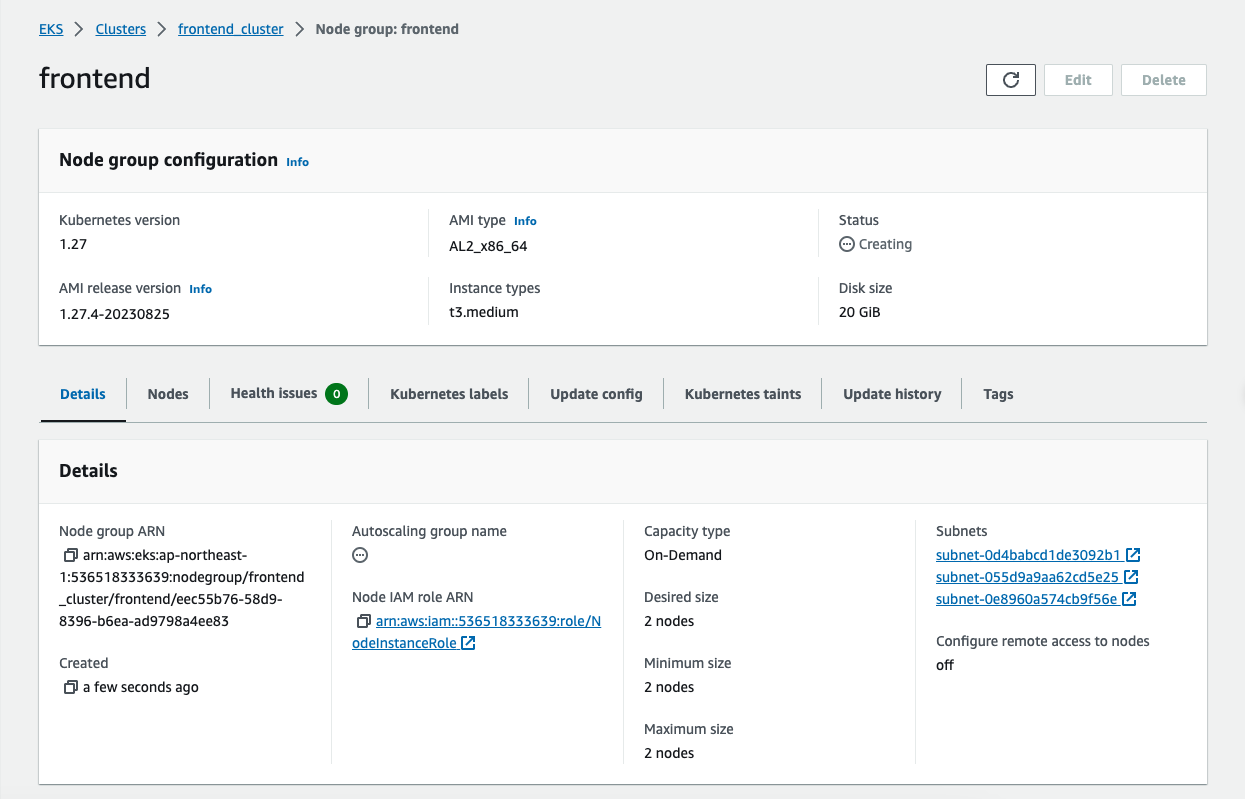 EKS > Clusters > frontend_cluster > Node group: frontend
frontend
Edit
Delete
Node group configuration Info
Kubernetes version
1.27
AMI type Info
AL2_x86_64
Status
Creating
AMI release version Info
1.27.4-20230825
Instance types
t3.medium
Disk size
20 GiB
Details
Nodes
Health issues 0
Kubernetes labels
Update config
Kubernetes taints
Update history
Tags
Details
Node group ARN
arn:aws:eks:ap-northeast-
1:536518333639:nodegroup/frontend
_cluster/frontend/eec55b76-58d9-
8396-b6ea-ad9798a4ee83
Created
a few seconds ago
Autoscaling group name
Node IAM role ARN
arn:aws:iam::536518333639:role/N
odeInstanceRole
Capacity type
On-Demand
Desired size
2 nodes
Minimum size
2 nodes
Maximum size
2 nodes
Subnets
subnet-0d4babcd1de3092b1
subnet-055d9a9aa62cd5e25
subnet-0e8960a574cb9f56e
Configure remote access to nodes
off